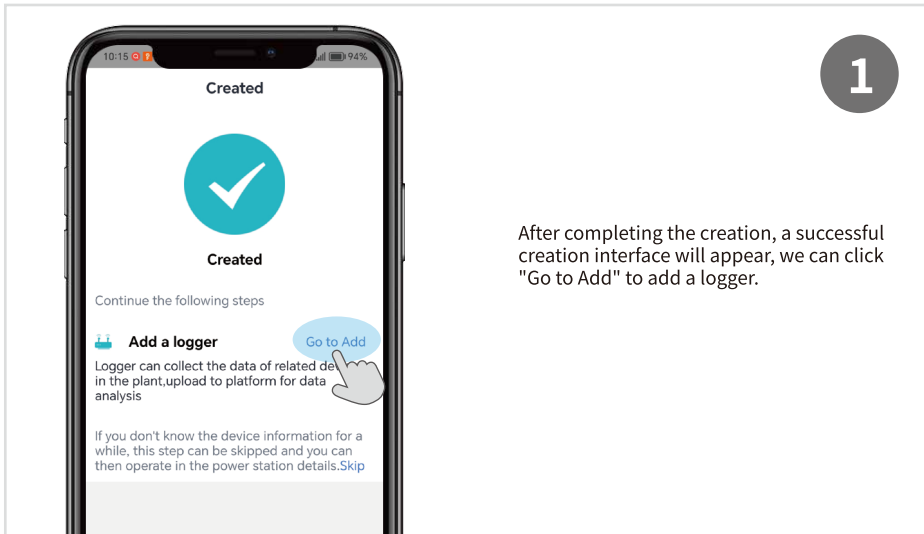 10:15
94%
Created
1
Created
Continue the following steps
Add a logger
Go to Add
Logger can collect the data of related
in the plant,upload to platform for data
analysis
If you don't know the device information for a
while, this step can be skipped and you can
then operate in the power station details.Skip
After completing the creation, a successful
creation interface will appear, we can click
"Go to Add" to add a logger.